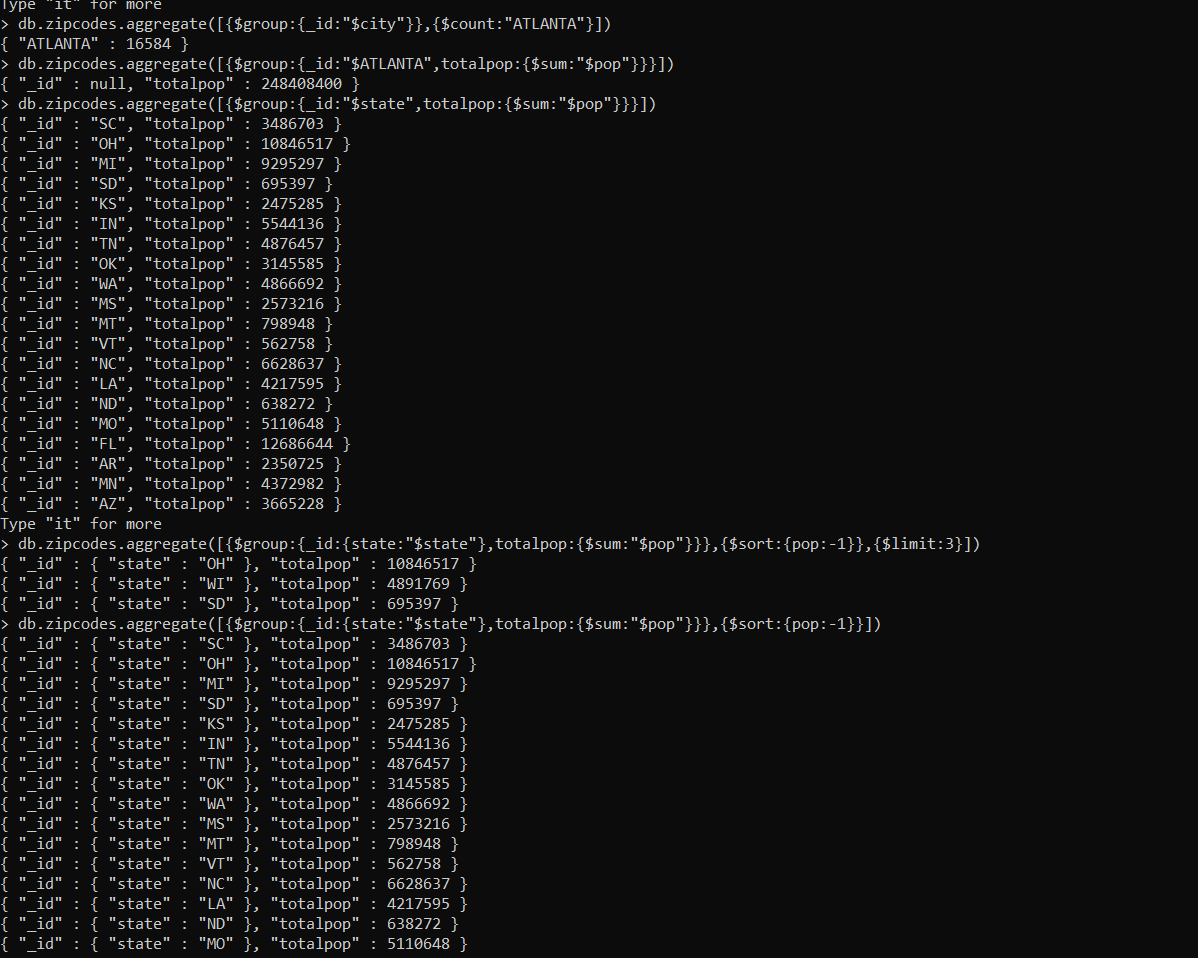 Type "it" for more
> db.zipcodes.aggregate([{$group:{_id:"$city"}},{$count:"ATLANTA"}])
{ "ATLANTA" : 16584 }
> db.zipcodes.aggregate([{$group:{_id:"$ATLANTA",totalpop:{$sum:"$pop"}}}])
{ "_id" : null, "totalpop" : 248408400 }
> db.zipcodes.aggregate([{$group:{_id:"$state",totalpop:{$sum:"$pop"}}}])
{ "_id" : "SC", "totalpop" : 3486703 }
{ "_id" : "OH", "totalpop" : 10846517 }
{ "_id" : "MI", "totalpop" : 9295297 }
{ "_id" : "SD", "totalpop" : 695397 }
{ "_id" : "KS", "totalpop" : 2475285 }
{ "_id" : "IN", "totalpop" : 5544136 }
{ "_id" : "TN", "totalpop" : 4876457 }
{ "_id" : "OK", "totalpop" : 3145585 }
{ "_id" : "WA", "totalpop" : 4866692 }
{ "_id" : "MS", "totalpop" : 2573216 }
{ "_id" : "MT", "totalpop" : 798948 }
{ "_id" : "VT", "totalpop" : 562758 }
{ "_id" : "NC", "totalpop" : 6628637 }
{ "_id" : "LA", "totalpop" : 4217595 }
{ "_id" : "ND", "totalpop" : 638272 }
{ "_id" : "MO", "totalpop" : 5110648 }
{ "_id" : "FL", "totalpop" : 12686644 }
{ "_id" : "AR", "totalpop" : 2350725 }
{ "_id" : "MN", "totalpop" : 4372982 }
{ "_id" : "AZ", "totalpop" : 3665228 }
Type "it" for more
> db.zipcodes.aggregate([{$group:{_id:{state:"$state"},totalpop:{$sum:"$pop"}}},{$sort:{pop:-1}},{$limit:3}])
{ "_id" : { "state" : "OH" }, "totalpop" : 10846517 }
{ "_id" : { "state" : "WI" }, "totalpop" : 4891769 }
{ "_id" : { "state" : "SD" }, "totalpop" : 695397 }
> db.zipcodes.aggregate([{$group:{_id:{state:"$state"},totalpop:{$sum:"$pop"}}},{$sort:{pop:-1}}])
{ "_id" : { "state" : "SC" }, "totalpop" : 3486703 }
{ "_id" : { "state" : "OH" }, "totalpop" : 10846517 }
{ "_id" : { "state" : "MI" }, "totalpop" : 9295297 }
{ "_id" : { "state" : "SD" }, "totalpop" : 695397 }
{ "_id" : { "state" : "KS" }, "totalpop" : 2475285 }
{ "_id" : { "state" : "IN" }, "totalpop" : 5544136 }
{ "_id" : { "state" : "TN" }, "totalpop" : 4876457 }
{ "_id" : { "state" : "OK" }, "totalpop" : 3145585 }
{ "_id" : { "state" : "WA" }, "totalpop" : 4866692 }
{ "_id" : { "state" : "MS" }, "totalpop" : 2573216 }
{ "_id" : { "state" : "MT" }, "totalpop" : 798948 }
{ "_id" : { "state" : "VT" }, "totalpop" : 562758 }
{ "_id" : { "state" : "NC" }, "totalpop" : 6628637 }
{ "_id" : { "state" : "LA" }, "totalpop" : 4217595 }
{ "_id" : { "state" : "ND" }, "totalpop" : 638272 }
{ "_id" : { "state" : "MO" }, "totalpop" : 5110648 }